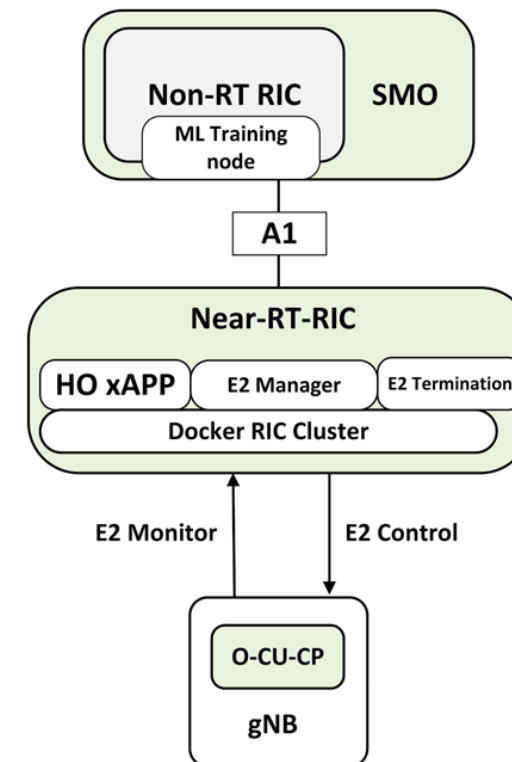 Non-RT RIC
SMO
ML Training
node
A1
Near-RT-RIC
HO xAPP
E2 Manager
E2 Termination
Docker RIC Cluster
E2 Monitor
E2 Control
O-CU-CP
gNB